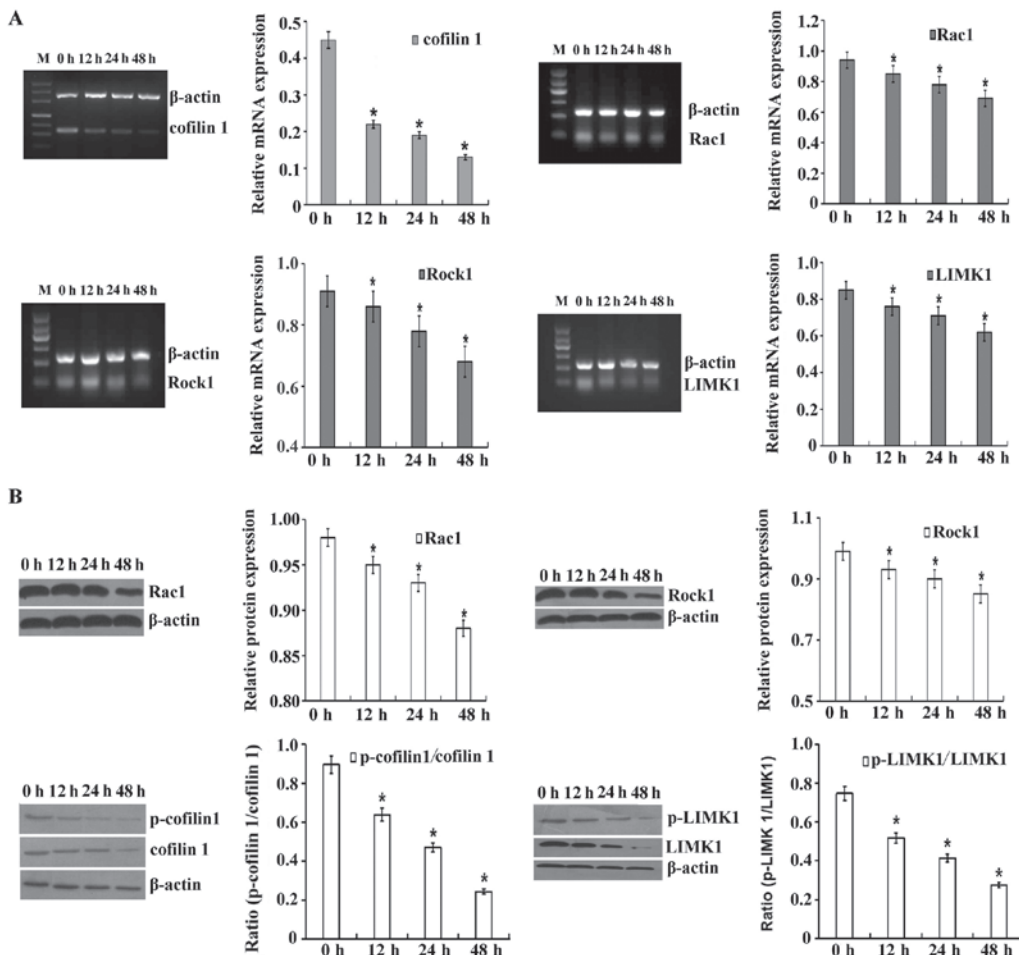 A
M 0 h 12 h 24 h 48 h
β-actin
cofilin 1
Relative mRNA expression
0.5
0.4
0.3
0.2
0.1
0
cofilin 1
*
*
*
0 h 12 h 24 h 48 h
M 0 h 12 h 24 h 48 h
β-actin
Rac1
Relative mRNA expression
1.2
1.0
0.8
0.6
0.4
0.2
0
Rac1
*
*
*
0 h 12 h 24 h 48 h
M 0 h 12 h 24 h 48 h
β-actin
Rock1
Relative mRNA expression
1.0
0.8
0.6
0.4
Rock1
*
*
*
0 h 12 h 24 h 48 h
M 0 h 12 h 24 h 48 h
β-actin
LIMK1
Relative mRNA expression
1.0
0.8
0.6
0.4
0.2
0
LIMK1
*
*
*
0 h 12 h 24 h 48 h
B
0 h 12 h 24 h 48 h
Rac1
β-actin
Relative protein expression
1.00
0.95
0.90
0.85
0.80
Rac1
*
*
*
0 h 12 h 24 h 48 h
0 h 12 h 24 h 48 h
Rock1
β-actin
Relative protein expression
1.1
0.9
0.7
0.5
Rock1
*
*
*
0 h 12 h 24 h 48 h
0 h 12 h 24 h 48 h
p-cofilin1
cofilin 1
β-actin
Ratio (p-cofilin 1/cofilin 1)
1.0
0.8
0.6
0.4
0.2
0
p-cofilin1/cofilin 1
*
*
*
0 h 12 h 24 h 48 h
0 h 12 h 24 h 48 h
p-LIMK1
LIMK1
β-actin
Ratio (p-LIMK 1/LIMK1)
1.0
0.8
0.6
0.4
0.2
0
p-LIMK1/LIMK1
*
*
*
0 h 12 h 24 h 48 h